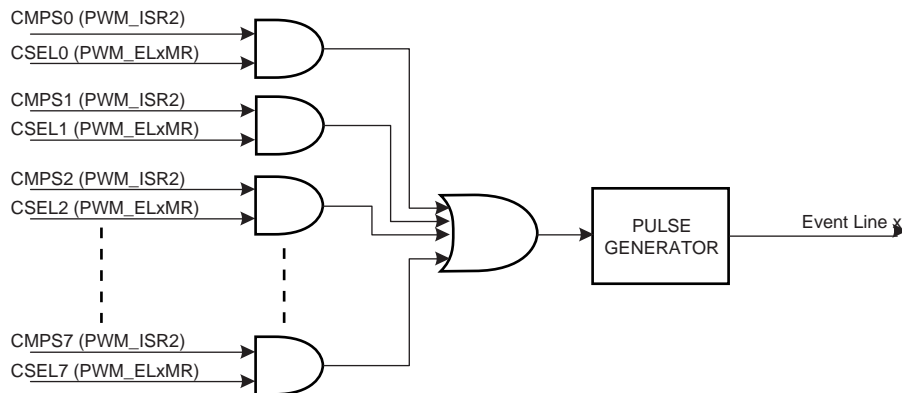 CMPS0 (PWM_ISR2)
CSEL0 (PWM_ELxMR)
CMPS1 (PWM_ISR2)
CSEL1 (PWM_ELxMR)
CMPS2 (PWM_ISR2)
CSEL2 (PWM_ELxMR)
PULSE
GENERATOR
Event Line x
CMPS7 (PWM_ISR2)
CSEL7 (PWM_ELxMR)